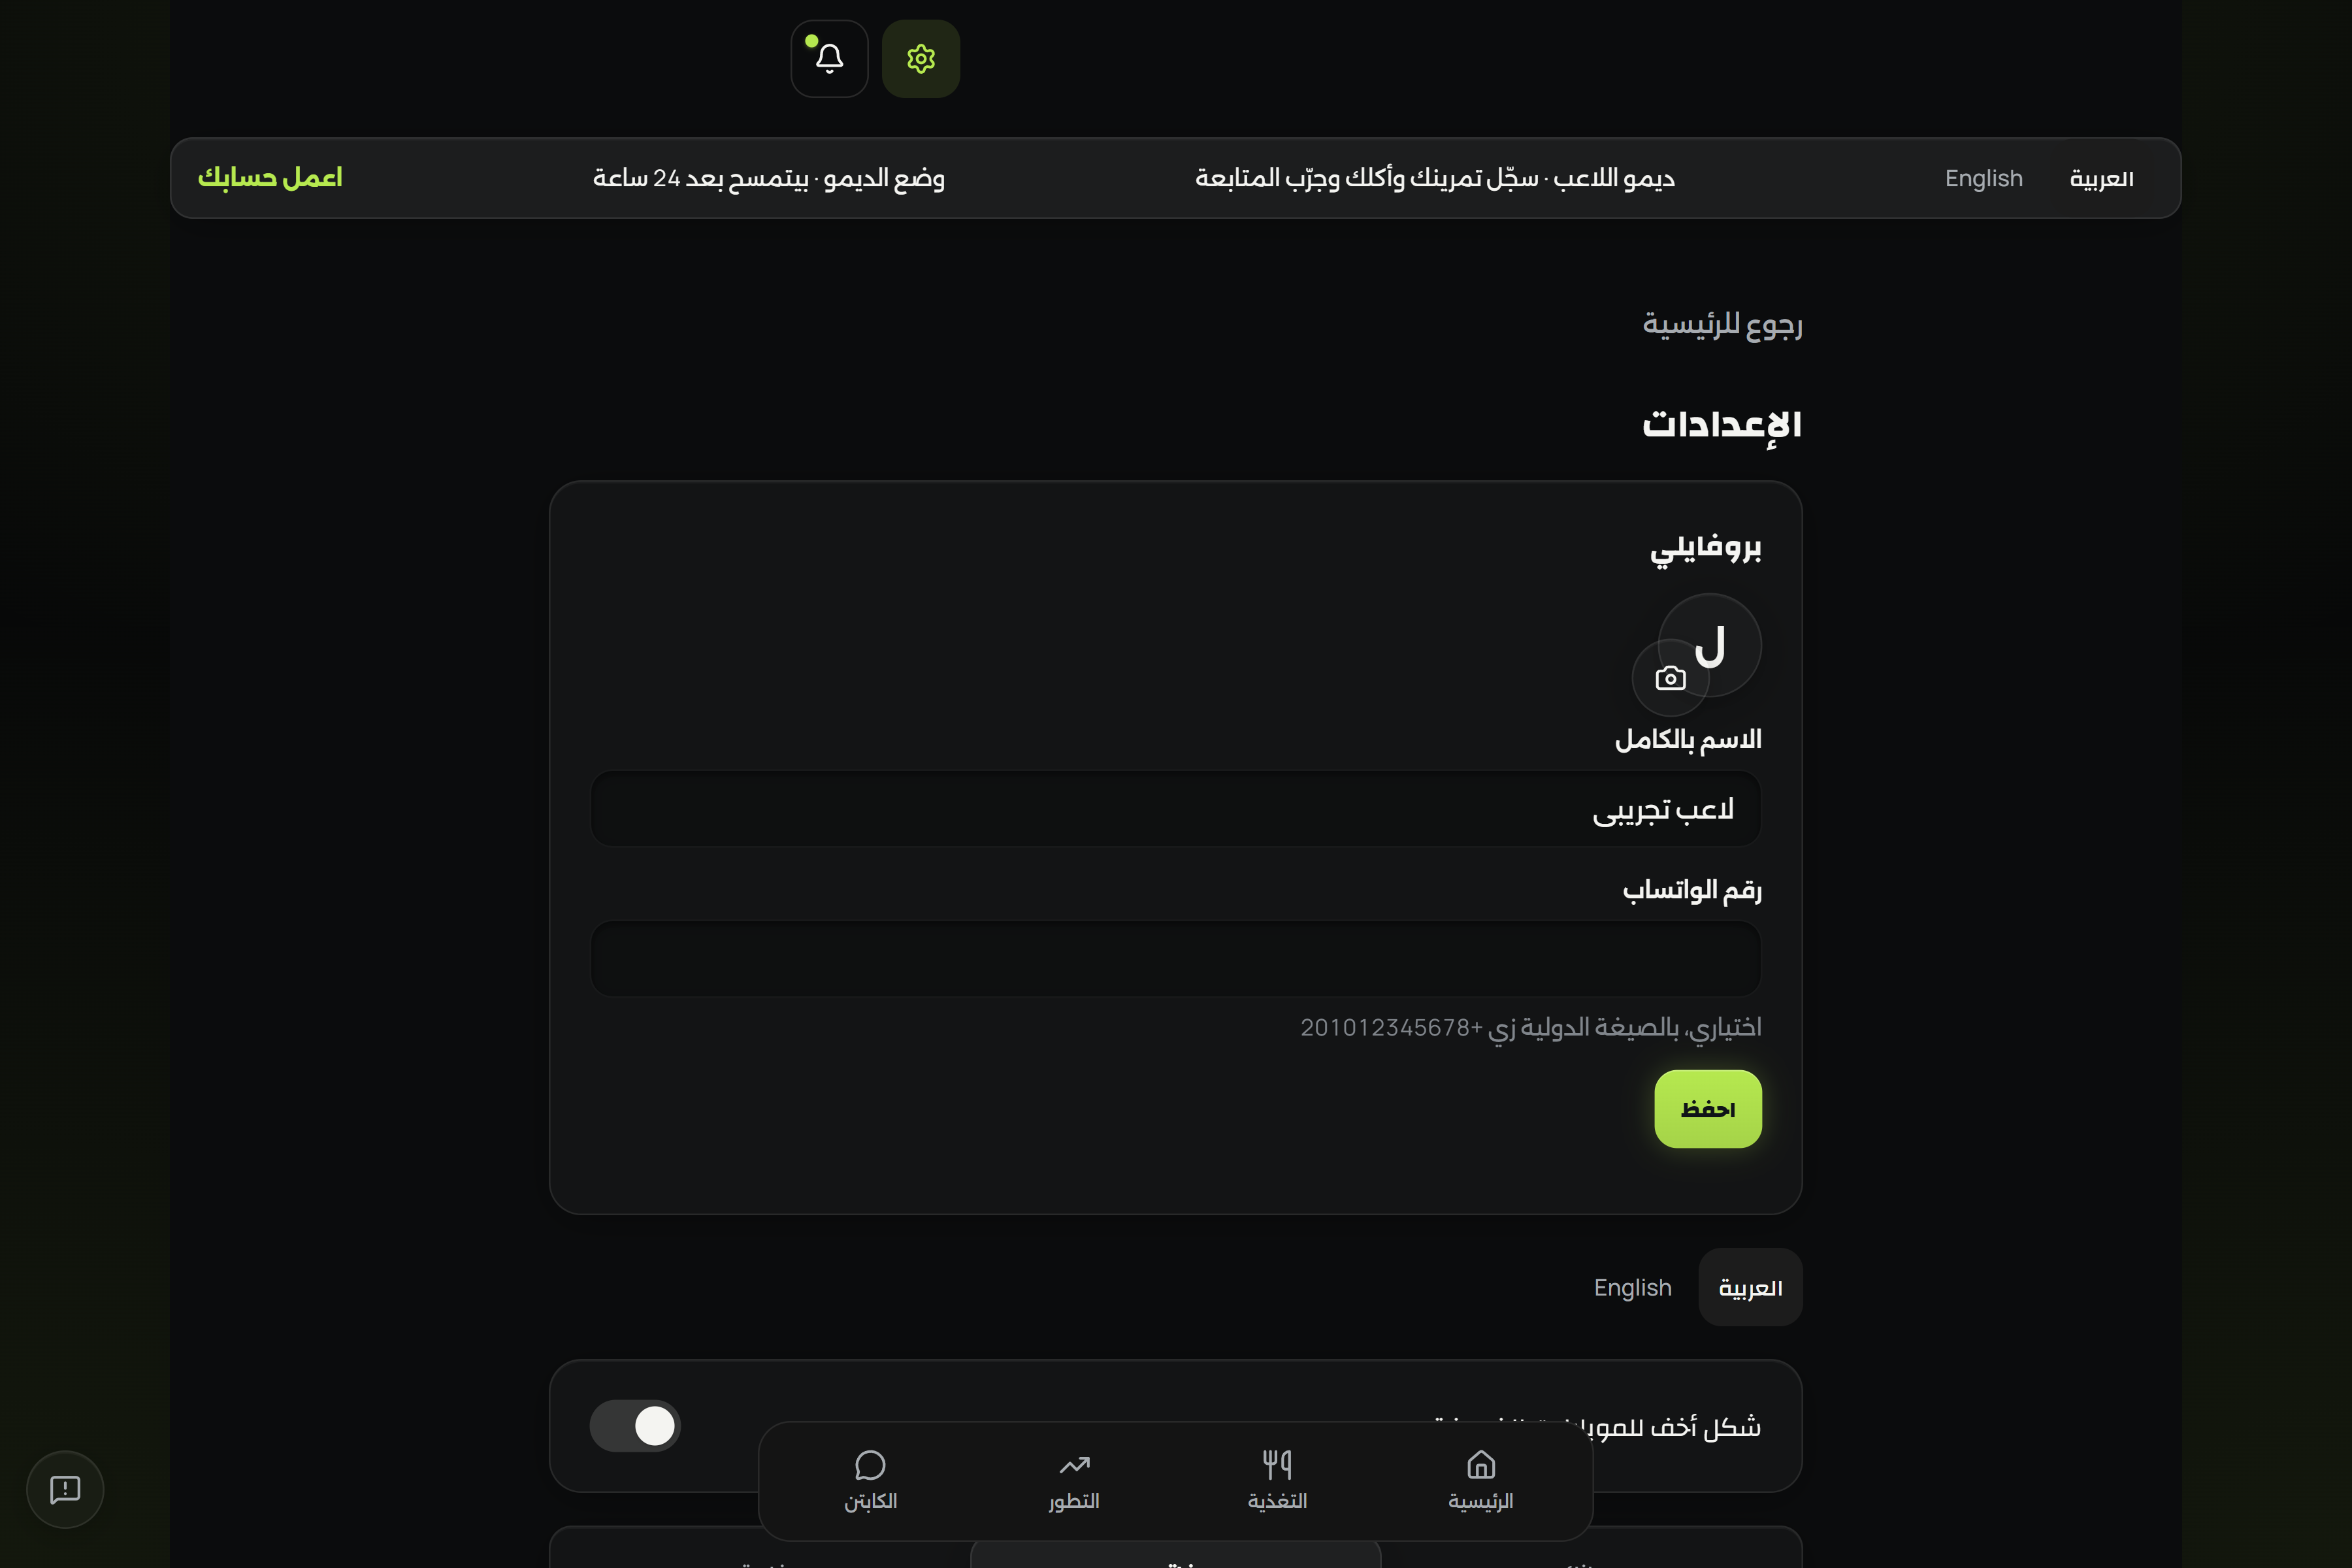 العربية English ديمو اللاعب · سجّل تمرينك وأكلك وجرّب المتابعة وضع الديمو · بيتمسح بعد 24 ساعة اعمل حسابك
رجوع للرئيسية
الإعدادات
بروفايلي
ل
الاسم بالكامل
لاعب تجريبى
رقم الواتساب
اختياري، بالصيغة الدولية زي +201012345678
احفظ
العربية English
شكل أخف
الرئيسية التغذية التطور الكابتن